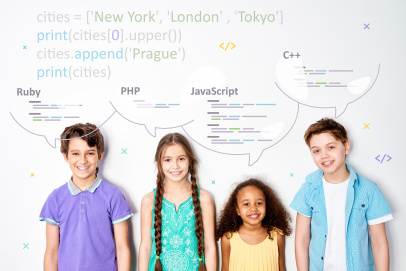 cities = ['New York', 'London' , 'Tokyo']
print(cities[0].upper())
cities.append('Prague')
print(cities)
</>
C++
Ruby
PHP
JavaScript
</>